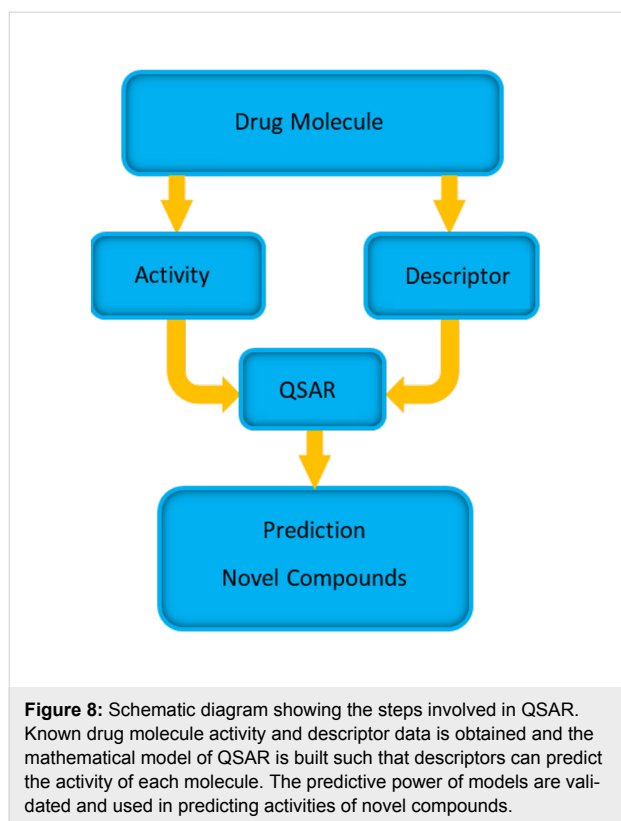 Drug Molecule
Activity
Descriptor
QSAR
Prediction
Novel Compounds
Figure 8: Schematic diagram showing the steps involved in QSAR.
Known drug molecule activity and descriptor data is obtained and the
mathematical model of QSAR is built such that descriptors can predict
the activity of each molecule. The predictive power of models are vali-
dated and used in predicting activities of novel compounds.